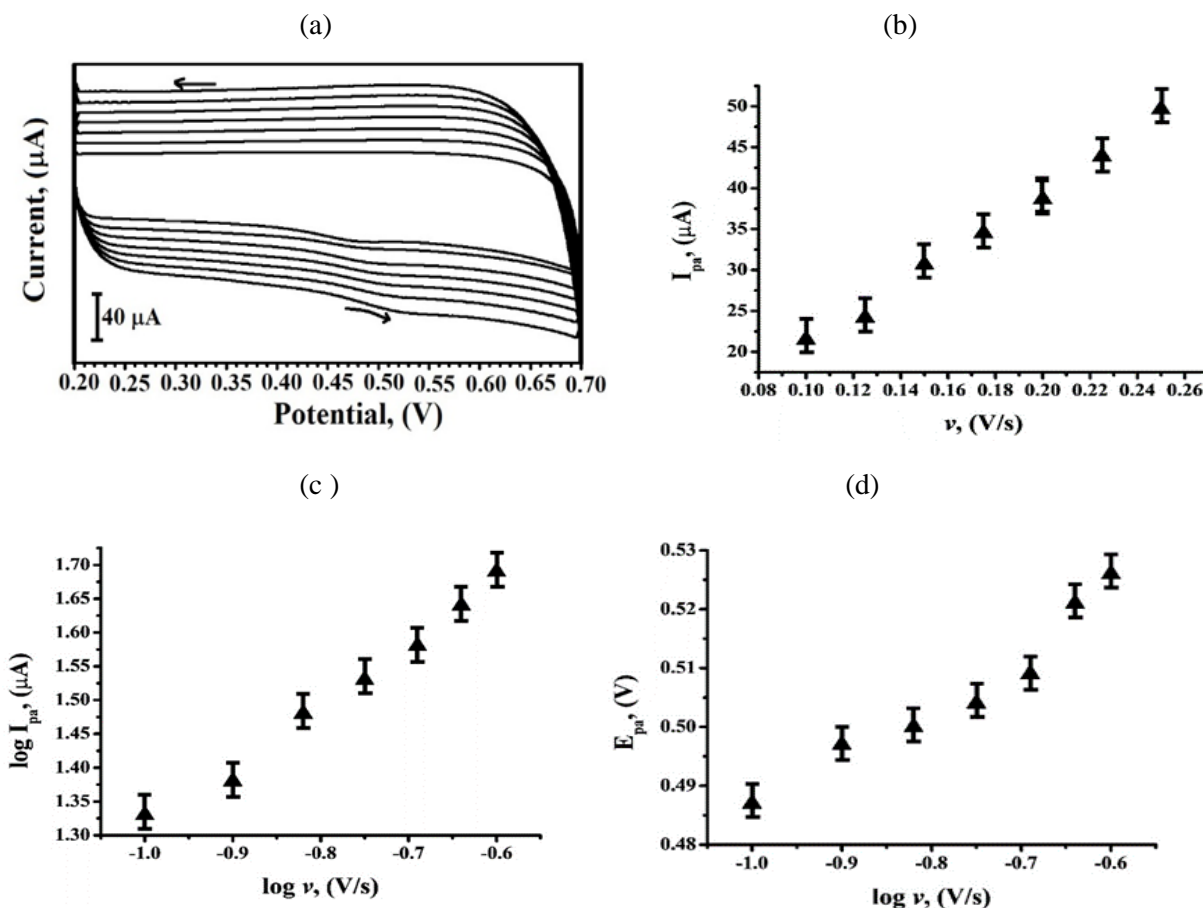 (a)
Current, (µA)
40 µA
0.20 0.25 0.30 0.35 0.40 0.45 0.50 0.55 0.60 0.65 0.70
Potential, (V)
(b)
I_pa, (µA)
50
45
40
35
30
25
20
0.08 0.10 0.12 0.14 0.16 0.18 0.20 0.22 0.24 0.26
ν, (V/s)
(c )
log I_pa, (µA)
1.70
1.65
1.60
1.55
1.50
1.45
1.40
1.35
1.30
-1.0 -0.9 -0.8 -0.7 -0.6
log ν, (V/s)
(d)
E_pa, (V)
0.53
0.52
0.51
0.50
0.49
0.48
-1.0 -0.9 -0.8 -0.7 -0.6
log ν, (V/s)